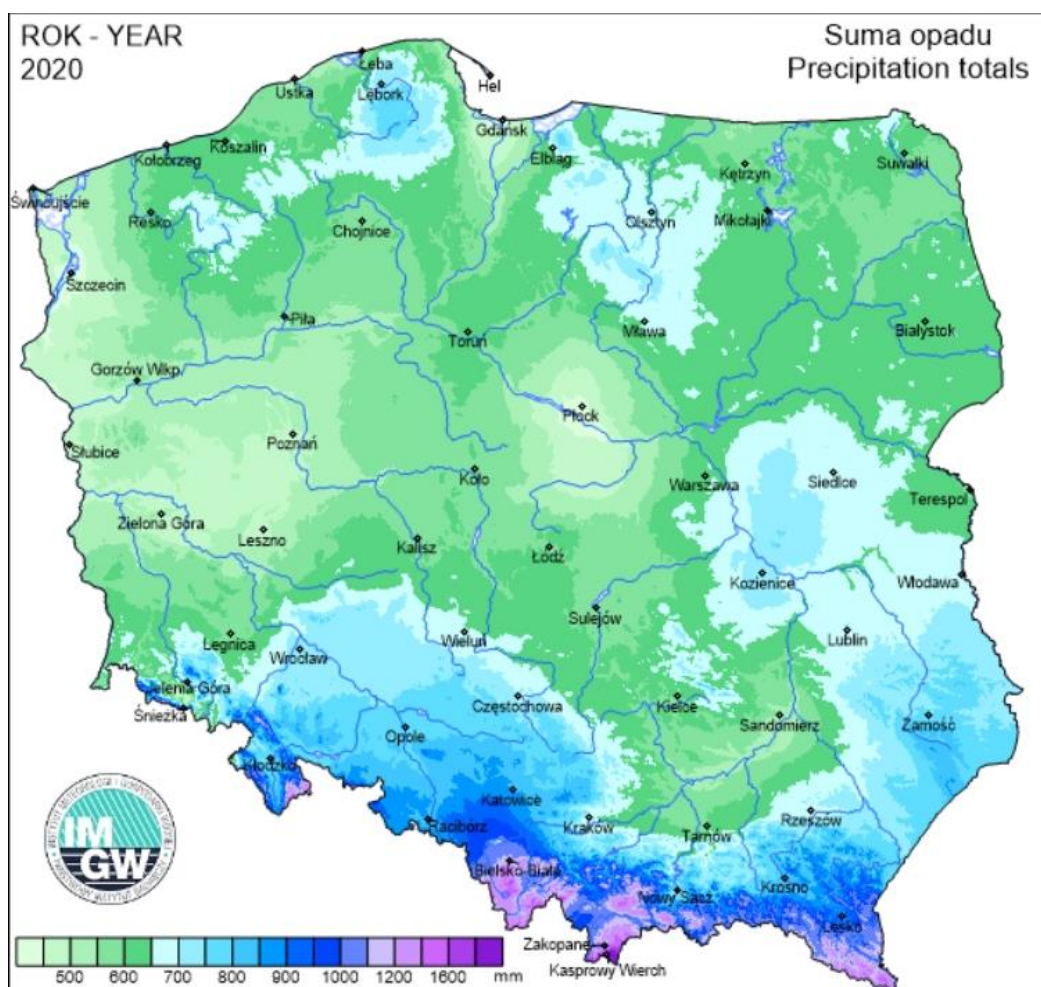 ROK - YEAR
2020
Suma opadu
Precipitation totals
Łeba
Hel
Ustka
Lębork
Gdańsk
Koszalin
Kołobrzeg
Elbląg
Suwałki
Kętrzyn
Świnoujście
Resko
Chojnice
Olsztyn
Mikołajki
Szczecin
Piła
Toruń
Mława
Białystok
Gorzów Wlkp.
Płock
Słubice
Poznań
Koło
Warszawa
Siedlce
Terespol
Zielona Góra
Leszno
Kalisz
Łódź
Kozienice
Włodawa
Sulejów
Legnica
Wrocław
Wieluń
Lublin
Jelenia Góra
Śnieżka
Częstochowa
Kielce
Sandomierz
Zamość
Opole
Kłodzko
Katowice
Racibórz
Kraków
Tarnów
Rzeszów
Bielsko-Biała
Nowy Sącz
Krosno
Lesko
Zakopane
Kasprowy Wierch
IM
GW
500 600 700 800 900 1000 1200 1600 mm